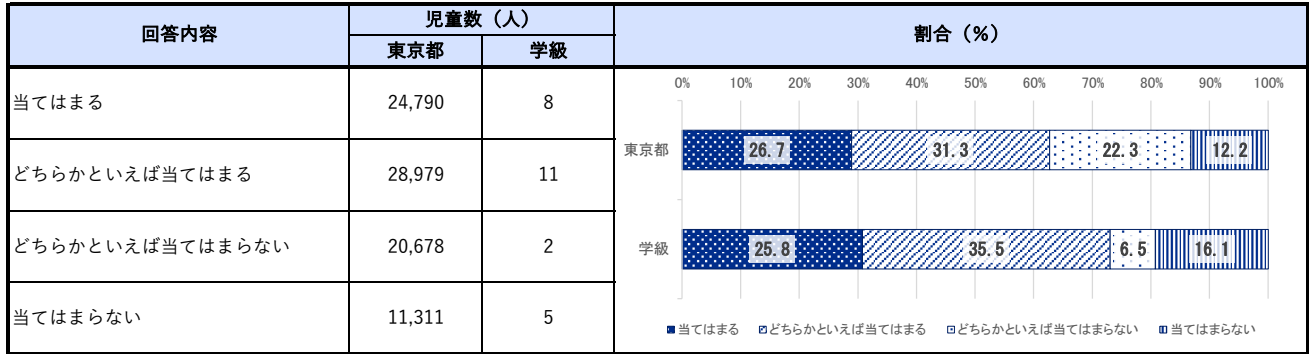 回答内容
児童数（人）
東京都
学級
割合（%）
当てはまる
24,790
8
どちらかといえば当てはまる
28,979
11
どちらかといえば当てはまらない
20,678
2
当てはまらない
11,311
5
0% 10% 20% 30% 40% 50% 60% 70% 80% 90% 100%
東京都 26.7 31.3 22.3 12.2
学級 25.8 35.5 6.5 16.1
当てはまる どちらかといえば当てはまる どちらかといえば当てはまらない 当てはまらない